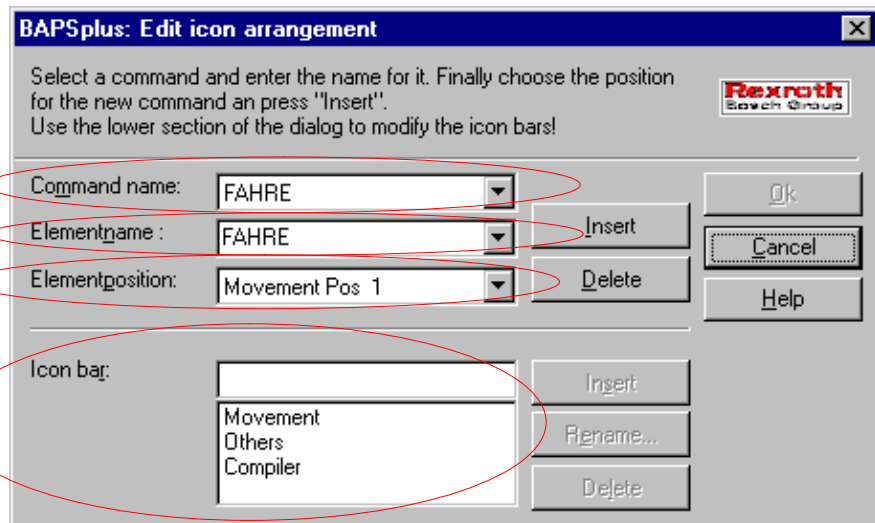 BAPSplus: Edit icon arrangement
Select a command and enter the name for it. Finally choose the position
for the new command an press "Insert".
Use the lower section of the dialog to modify the icon bars!
Rexroth
Bosch Group
Command name:
FAHRE
Ok
Elementname :
FAHRE
Insert
Cancel
Elementposition:
Movement Pos 1
Delete
Help
Icon bar:
Insert
Movement
Others
Compiler
Rename...
Delete